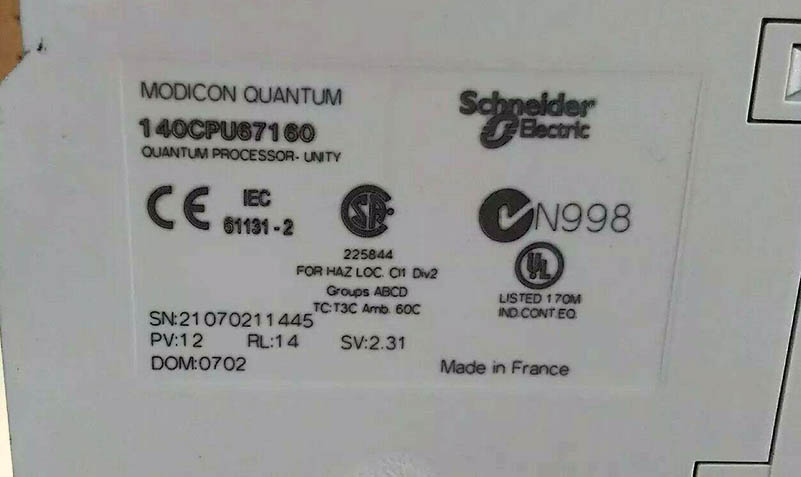 MODICON QUANTUM
140CPU67160
QUANTUM PROCESSOR- UNITY
Schneider
Electric
CE
IEC
61131-2
SA
N998
225844
FOR HAZ LOC. Cl1 Div2
Groups ABCD
TC:T3C Amb. 60C
UL
LISTED 170M
IND.CONT.EQ.
SN:21070211445
PV:12 RL:14 SV:2.31
DOM:0702
Made in France